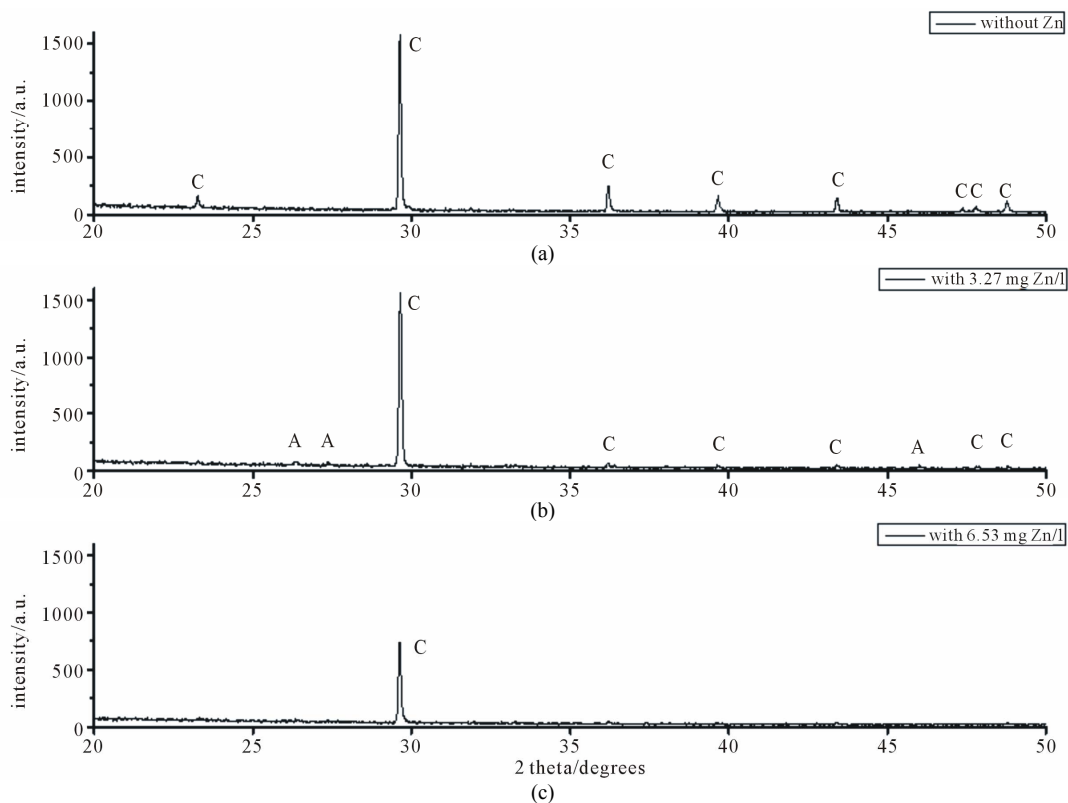 without Zn
intensity/a.u.
1500
1000
500
0
C
C
C
C
C
C C
C
20 25 30 35 40 45 50
(a)
with 3.27 mg Zn/l
intensity/a.u.
1500
1000
500
0
A A
C
C
C
C
A
C
C
20 25 30 35 40 45 50
(b)
with 6.53 mg Zn/l
intensity/a.u.
1500
1000
500
0
C
20 25 30 35 40 45 50
2 theta/degrees
(c)